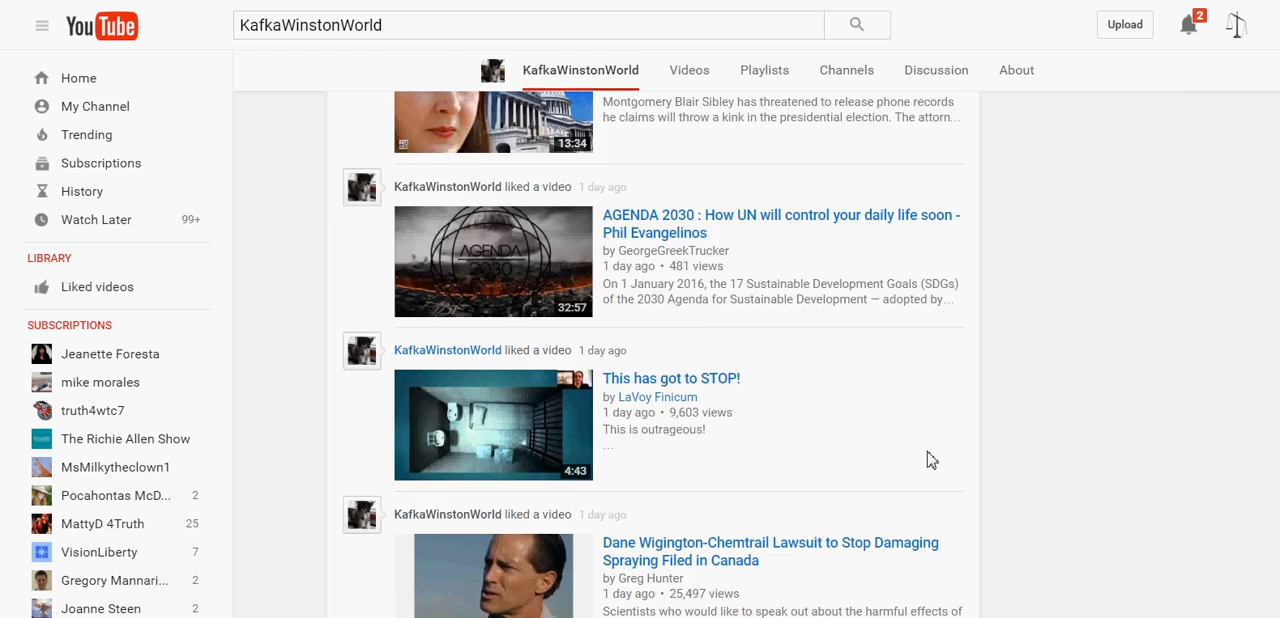 YouTube
KafkaWinstonWorld
Upload
2
KafkaWinstonWorld Videos Playlists Channels Discussion About
Home
My Channel
Trending
Subscriptions
History
Watch Later 99+
LIBRARY
Liked videos
SUBSCRIPTIONS
Jeanette Foresta
mike morales
truth4wtc7
The Richie Allen Show
MsMilkytheclown1
Pocahontas McD... 2
MattyD 4Truth 25
VisionLiberty 7
Gregory Mannari... 2
Joanne Steen 2
13:34
Montgomery Blair Sibley has threatened to release phone records
he claims will throw a kink in the presidential election. The attorn...
KafkaWinstonWorld liked a video 1 day ago
AGENDA
2030
32:57
AGENDA 2030 : How UN will control your daily life soon -
Phil Evangelinos
by GeorgeGreekTrucker
1 day ago • 481 views
On 1 January 2016, the 17 Sustainable Development Goals (SDGs)
of the 2030 Agenda for Sustainable Development — adopted by...
KafkaWinstonWorld liked a video 1 day ago
4:43
This has got to STOP!
by LaVoy Finicum
1 day ago • 9,603 views
This is outrageous!
...
KafkaWinstonWorld liked a video 1 day ago
Dane Wigington-Chemtrail Lawsuit to Stop Damaging
Spraying Filed in Canada
by Greg Hunter
1 day ago • 25,497 views
Scientists who would like to speak out about the harmful effects of